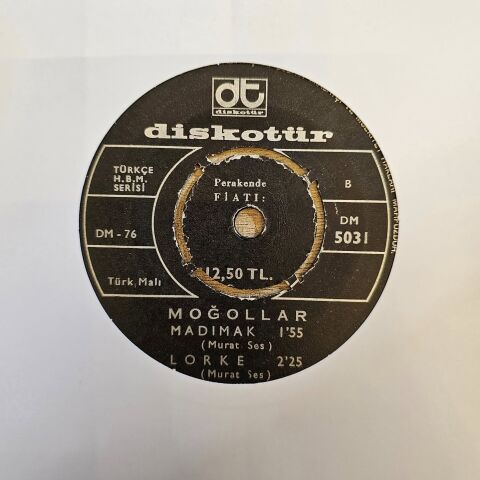 dt
diskotür
diskotür
TÜRKÇE
H.B.M.
SERİSİ
Perakende
FİATI:
B
DM - 76
DM
5031
Türk Malı
12,50 TL.
MOĞOLLAR
MADIMAK 1'55
(Murat Ses)
LORKE 2'25
(Murat Ses)